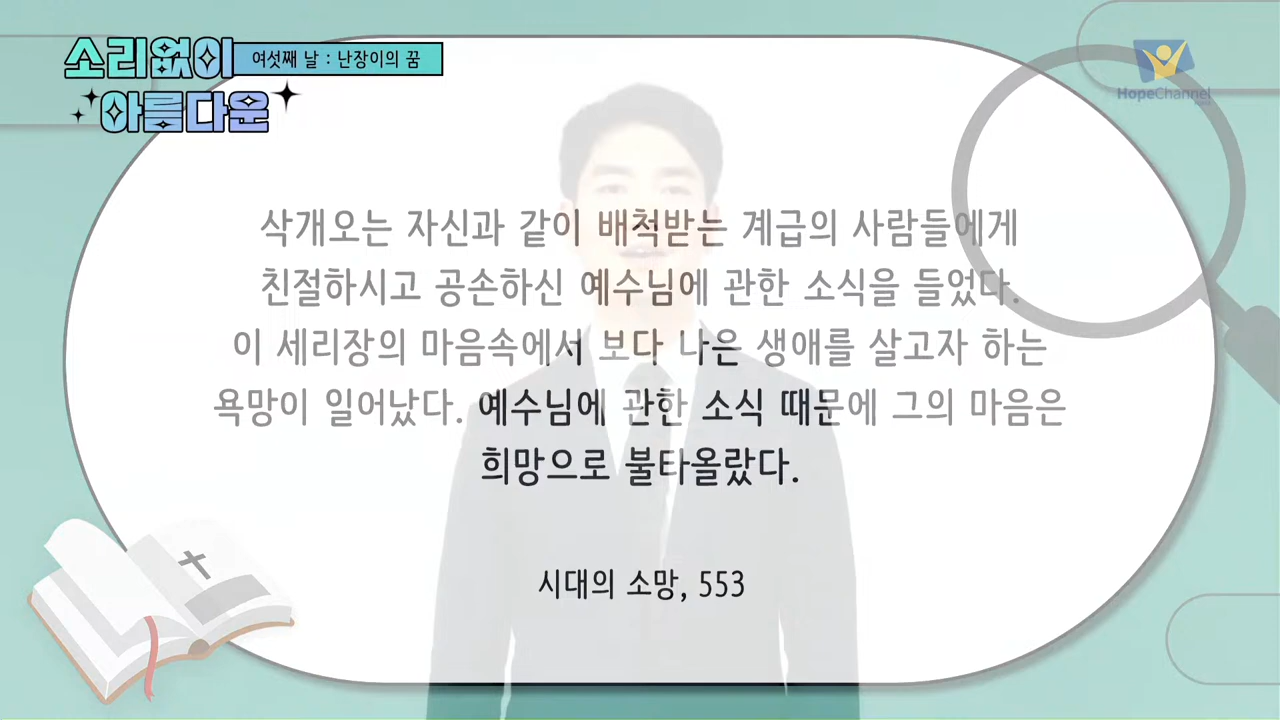 소리없이
아름다운
여섯째 날 : 난장이의 꿈
HopeChannel
삭개오는 자신과 같이 배척받는 계급의 사람들에게
친절하시고 공손하신 예수님에 관한 소식을 들었다.
이 세리장의 마음속에서 보다 나은 생애를 살고자 하는
욕망이 일어났다. 예수님에 관한 소식 때문에 그의 마음은
희망으로 불타올랐다.
시대의 소망, 553